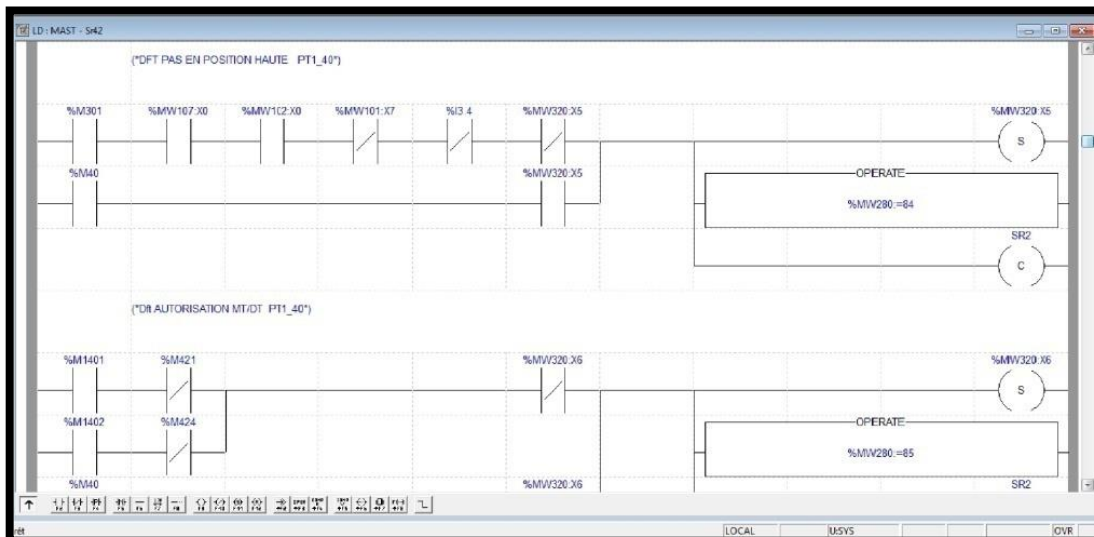 LD : MAST - Sr42
(*DFT PAS EN POSITION HAUTE PT1_40*)
%M301 %MW107:X0 %MW102:X0 %MW101:X7 %I3.4 %MW320:X5 %MW320:X5
S
%M40 %MW320:X5 OPERATE
%MW280:=84
SR2
C
(*Dft AUTORISATION MT/DT PT1_40*)
%M1401 %M421 %MW320:X6 %MW320:X6
S
%M1402 %M424 OPERATE
%MW280:=85
%M40 %MW320:X6 SR2
rêt LOCAL U:SYS OVR